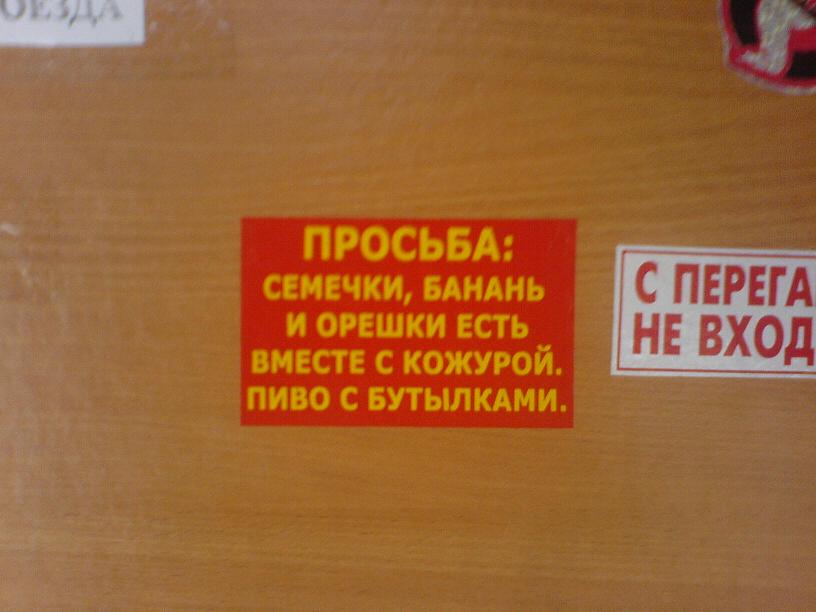 ОЕЗДА
ПРОСЬБА:
СЕМЕЧКИ, БАНАНЬ
И ОРЕШКИ ЕСТЬ
ВМЕСТЕ С КОЖУРОЙ.
ПИВО С БУТЫЛКАМИ.
С ПЕРЕГА
НЕ ВХОД